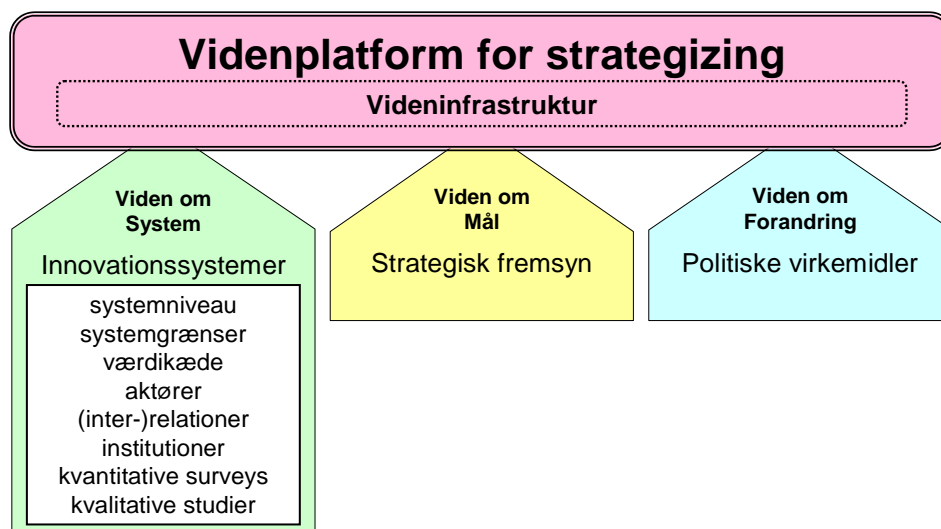 Videnplatform for strategizing
Videninfrastruktur
Viden om
System
Innovationssystemer
systemniveau
systemgrænser
værdikæde
aktører
(inter-)relationer
institutioner
kvantitative surveys
kvalitative studier
Viden om
Mål
Strategisk fremsyn
Viden om
Forandring
Politiske virkemidler